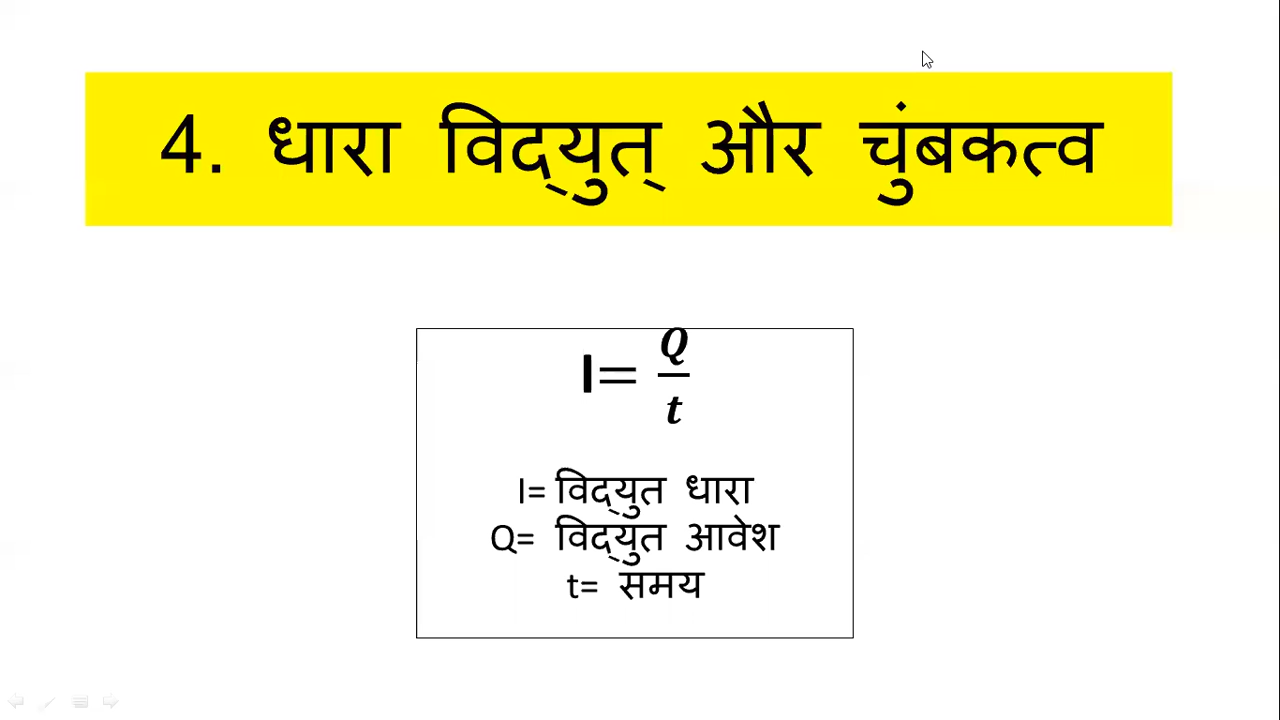 4. धारा विद्‌युत् और चुंबकत्व
I= Q/t
I= विद्‌युत धारा
Q= विद्‌युत आवेश
t= समय